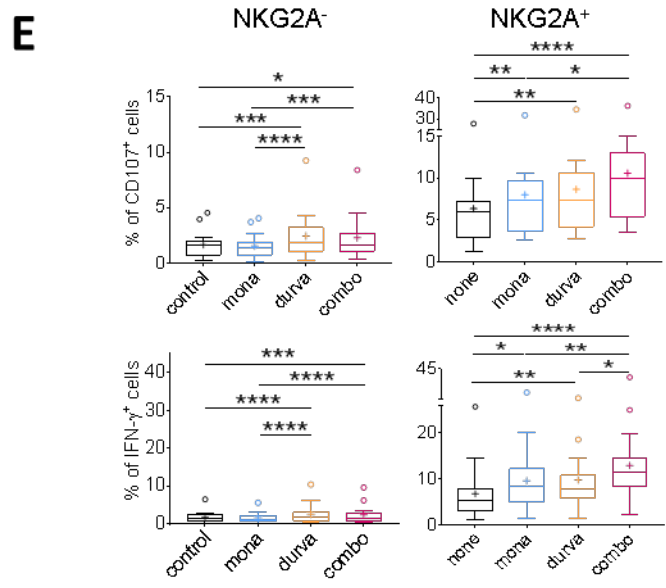 E
NKG2A-
NKG2A+
% of CD107+ cells
15
10
5
0
*
***
***
****
control
mona
durva
combo
40
30
15
10
5
0
****
**
*
**
none
mona
durva
combo
% of IFN-γ+ cells
40
30
20
10
0
***
****
****
****
control
mona
durva
combo
45
20
10
0
****
*
**
**
*
none
mona
durva
combo